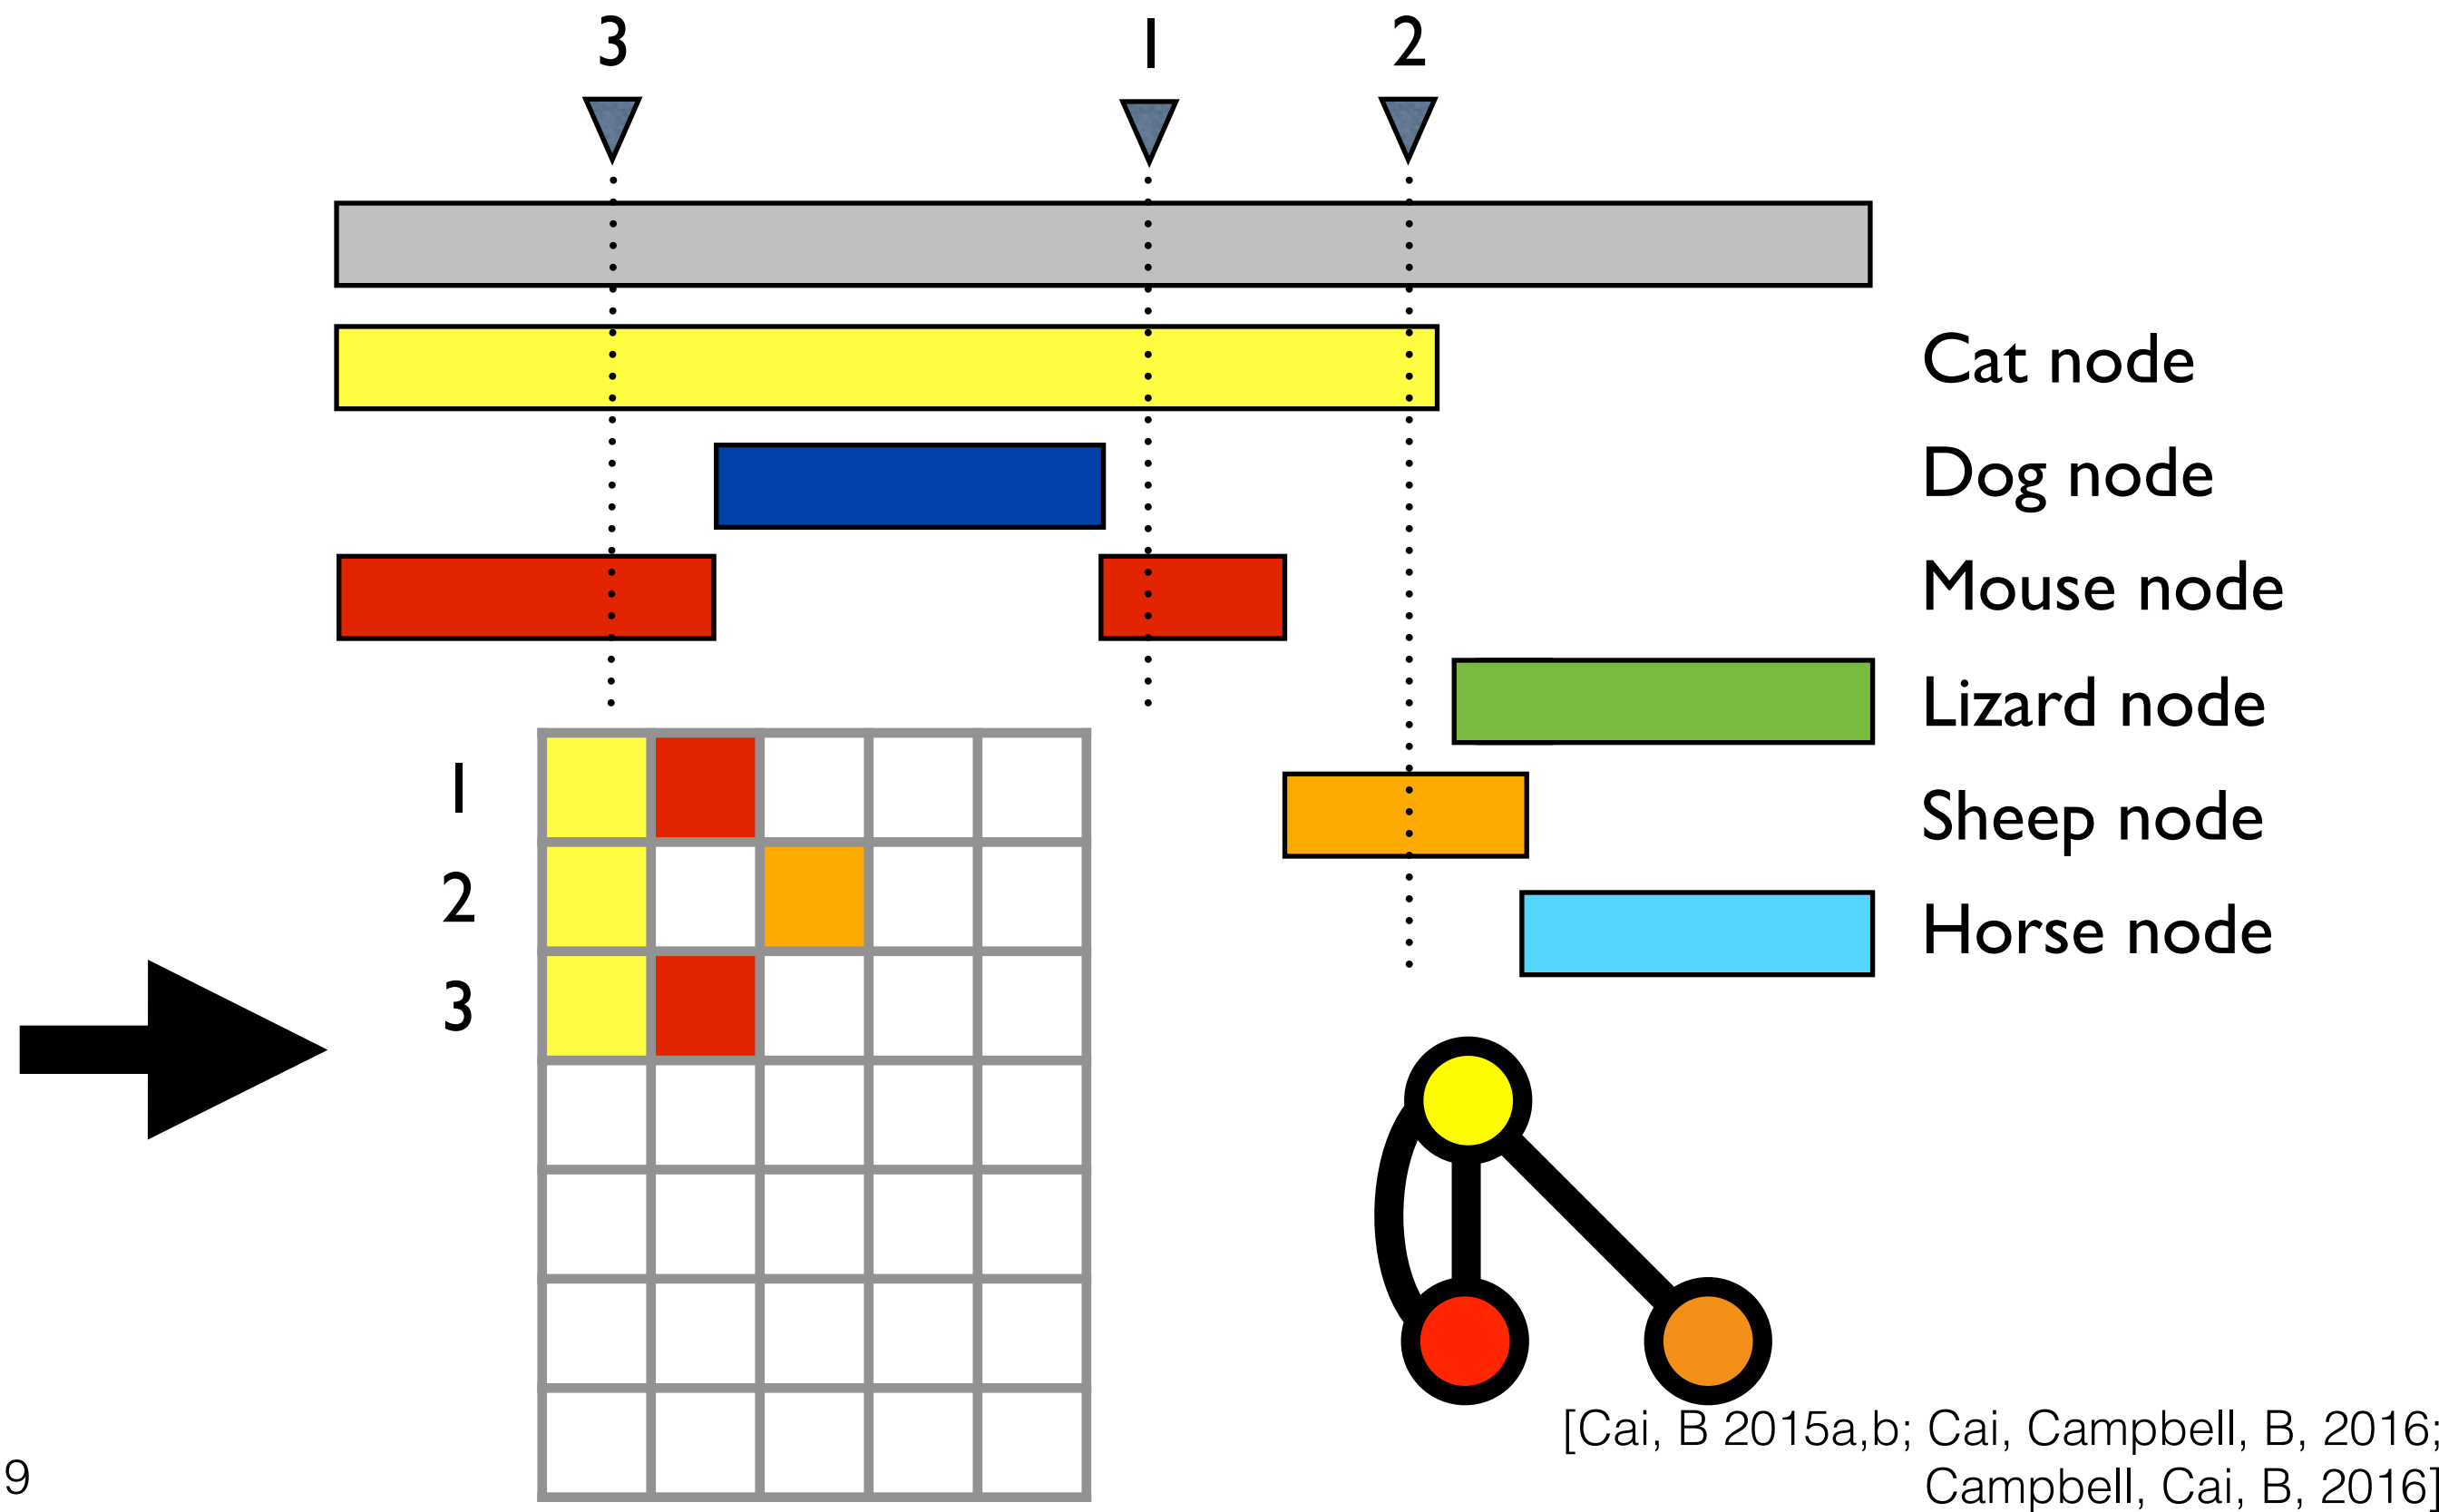 3 1 2
Cat node
Dog node
Mouse node
Lizard node
Sheep node
Horse node
1
2
3
[Cai, B 2015a,b; Cai, Campbell, B, 2016;
Campbell, Cai, B, 2016]
9